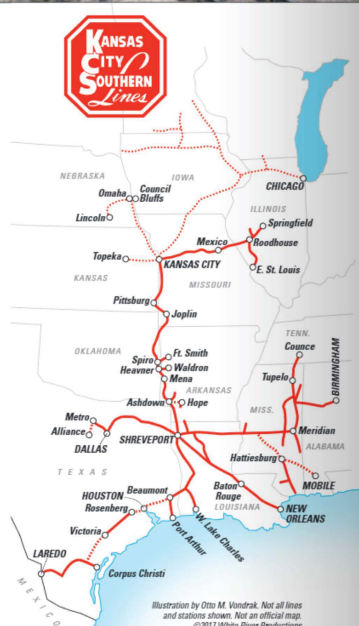 KANSAS
CITY
SOUTHERN
Lines
NEBRASKA
IOWA
Omaha
Council
Bluffs
CHICAGO
Lincoln
ILLINOIS
Springfield
Mexico
Roodhouse
Topeka
KANSAS CITY
E. St. Louis
KANSAS
MISSOURI
Pittsburg
Joplin
TENN.
Counce
OKLAHOMA
Spiro
Ft. Smith
Heavner
Waldron
Mena
Tupelo
BIRMINGHAM
ARKANSAS
Ashdown
Hope
MISS.
Metro
Alliance
DALLAS
SHREVEPORT
Meridian
ALABAMA
Hattiesburg
TEXAS
Beaumont
Baton
Rouge
MOBILE
HOUSTON
Rosenberg
LOUISIANA
NEW
ORLEANS
Victoria
Port Arthur
W. Lake Charles
LAREDO
Corpus Christi
MEXICO
Illustration by Otto M. Vondrak. Not all lines
and stations shown. Not an official map.
©2017 White River Productions